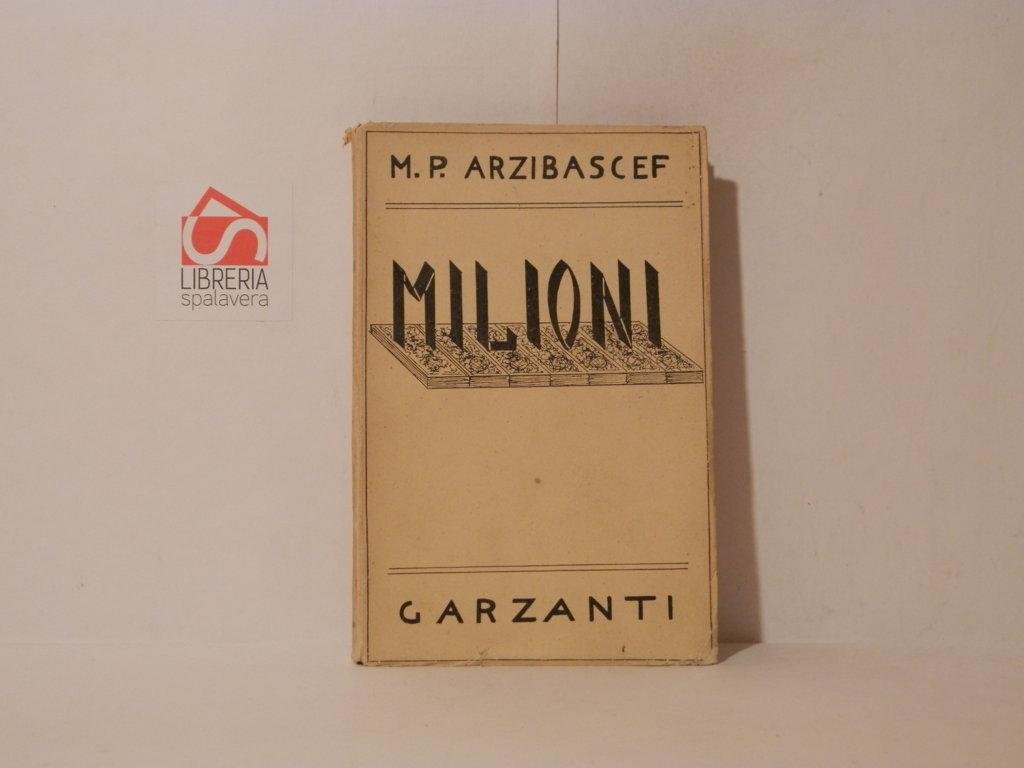 M. P. ARZIBASCEF
MILIONI
GARZANTI
LIBRERIA
spalavera